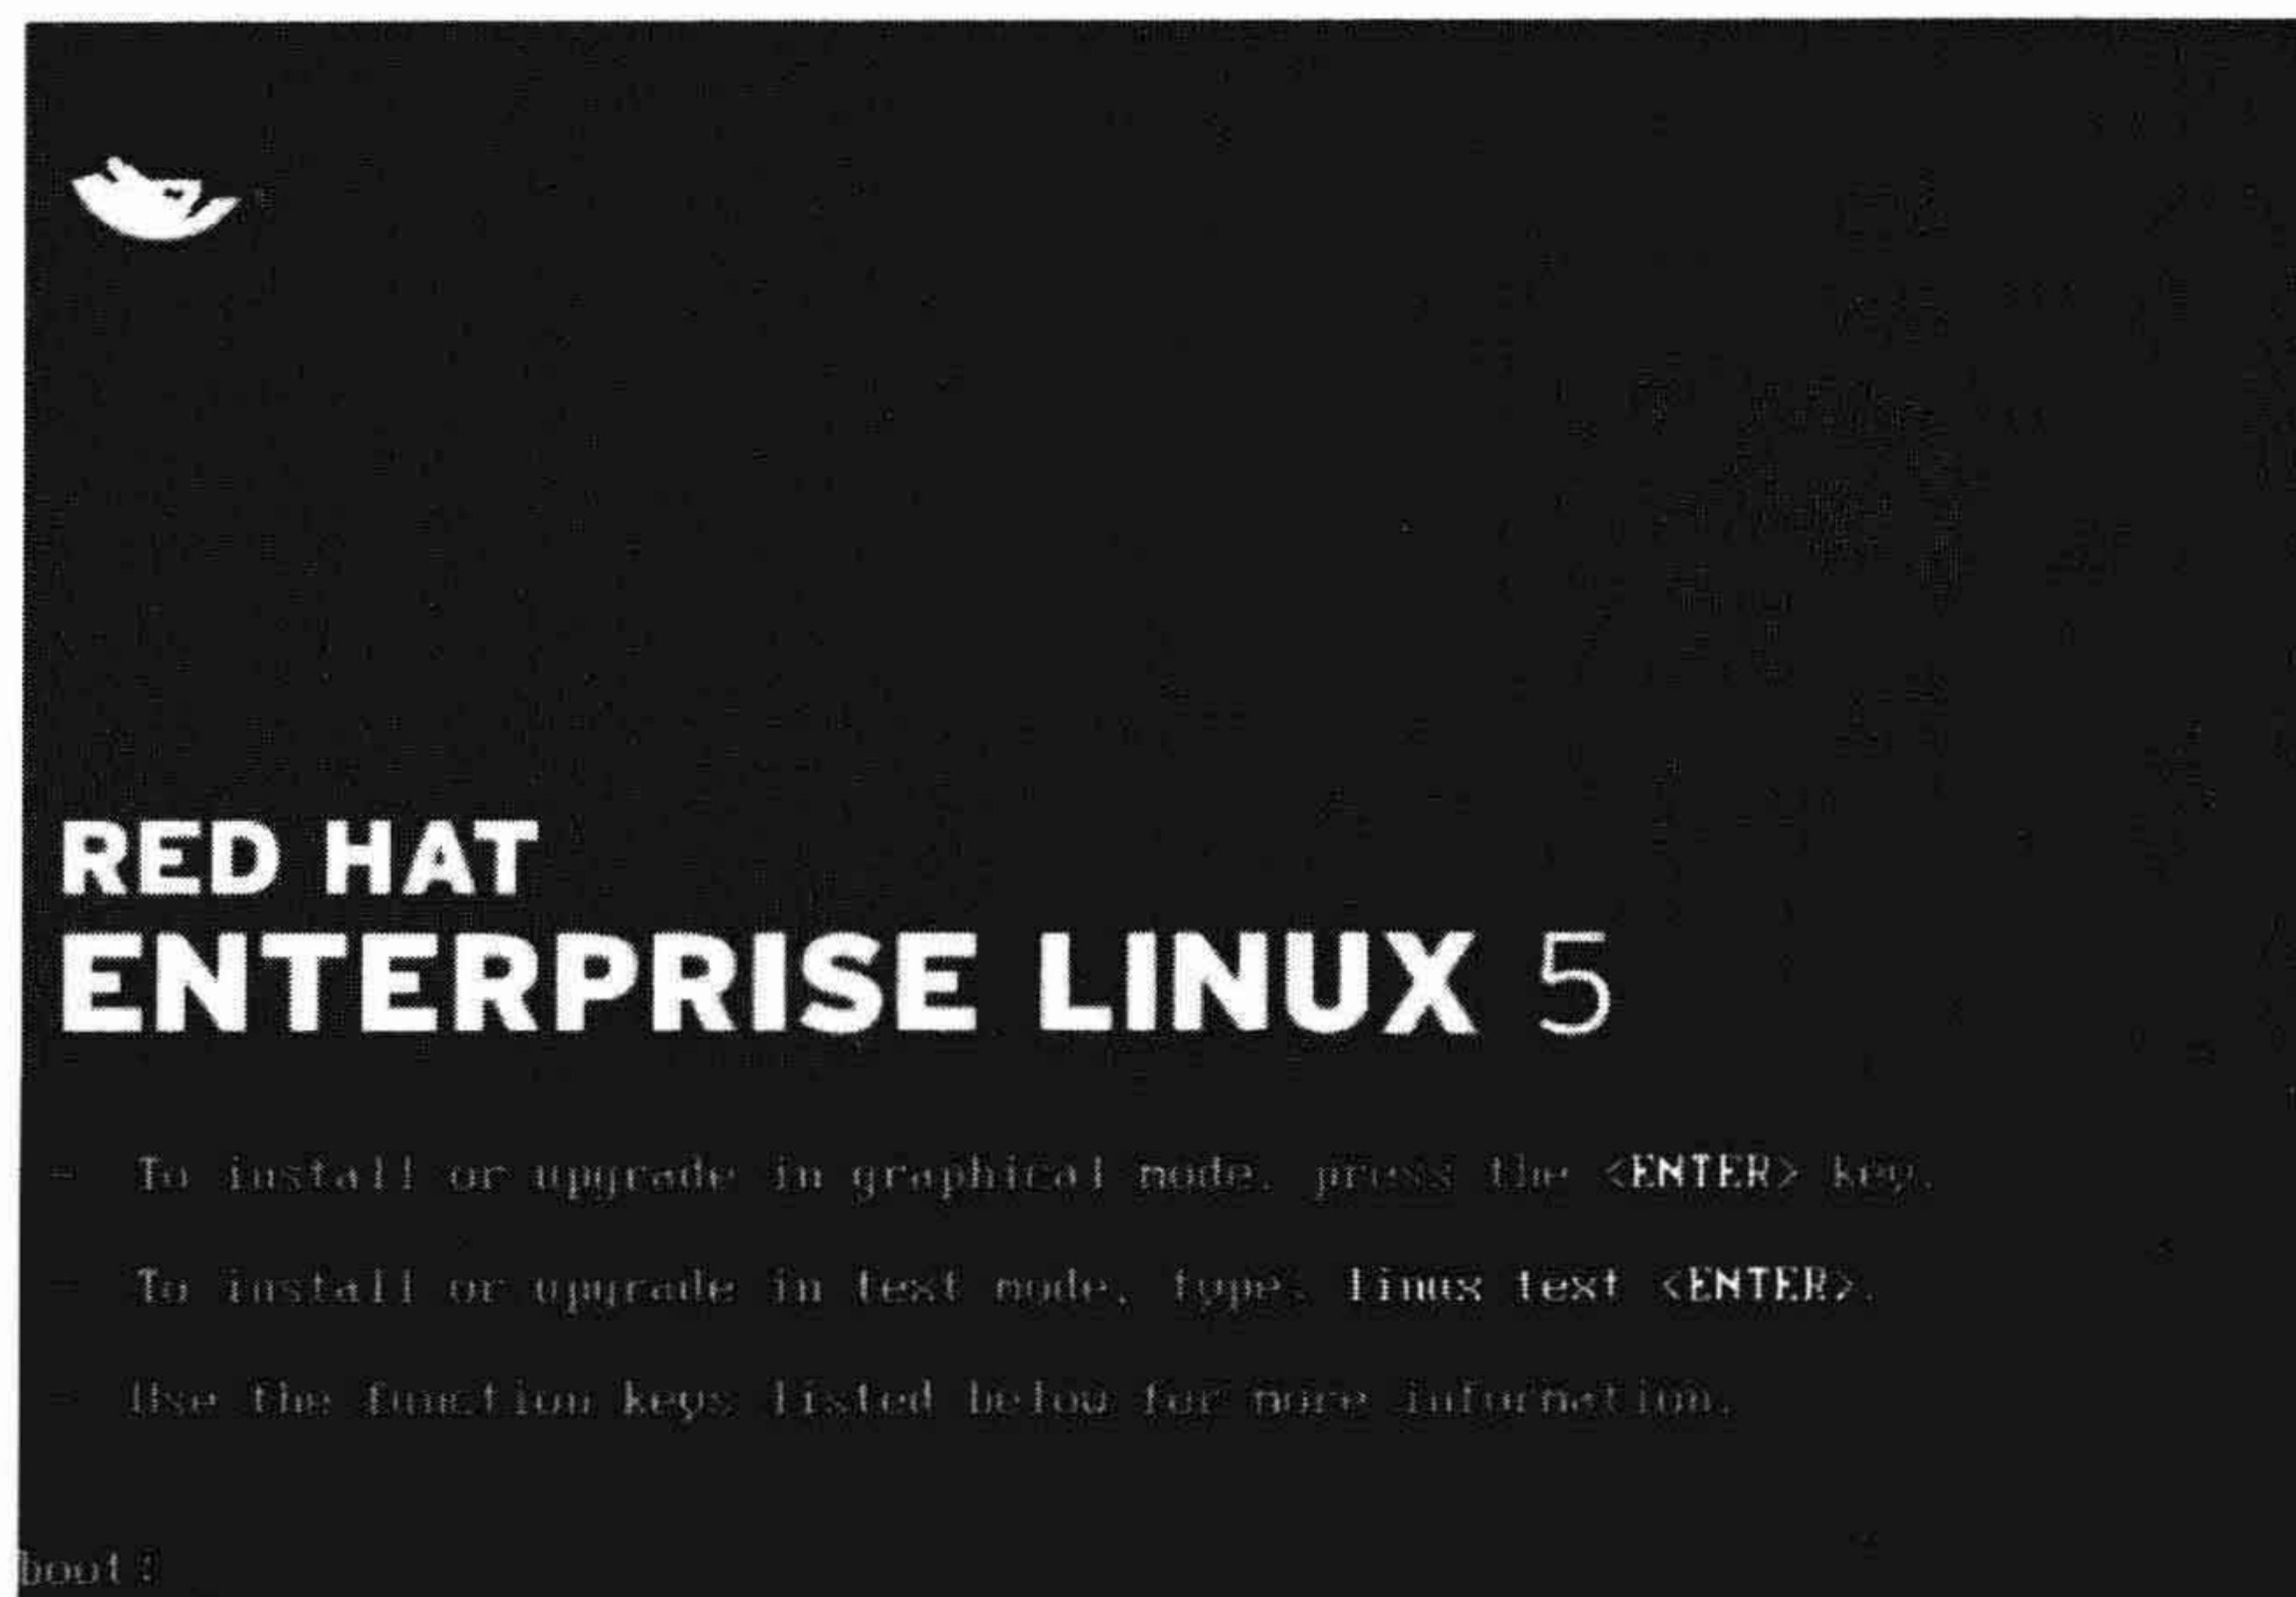 RED HAT
ENTERPRISE LINUX 5
- To install or upgrade in graphical mode, press the <ENTER> key.
- To install or upgrade in text mode, type: linux text <ENTER>.
- Use the function keys listed below for more information.
boot: